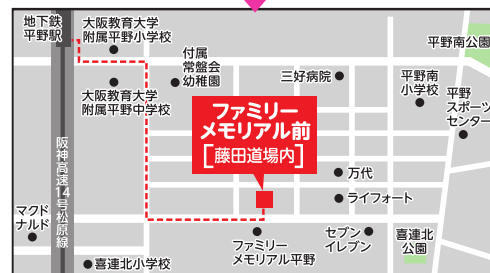 地下鉄
平野駅
大阪教育大学
附属平野小学校
付属
常盤会
幼稚園
大阪教育大学
附属平野中学校
三好病院
平野南公園
平野南
小学校
平野
スポーツ
センター
ファミリー
メモリアル前
[藤田道場内]
阪神高速14号松原線
万代
ライフォート
マクド
ナルド
ファミリー
メモリアル平野
セブン
イレブン
喜連北
公園
喜連北小学校